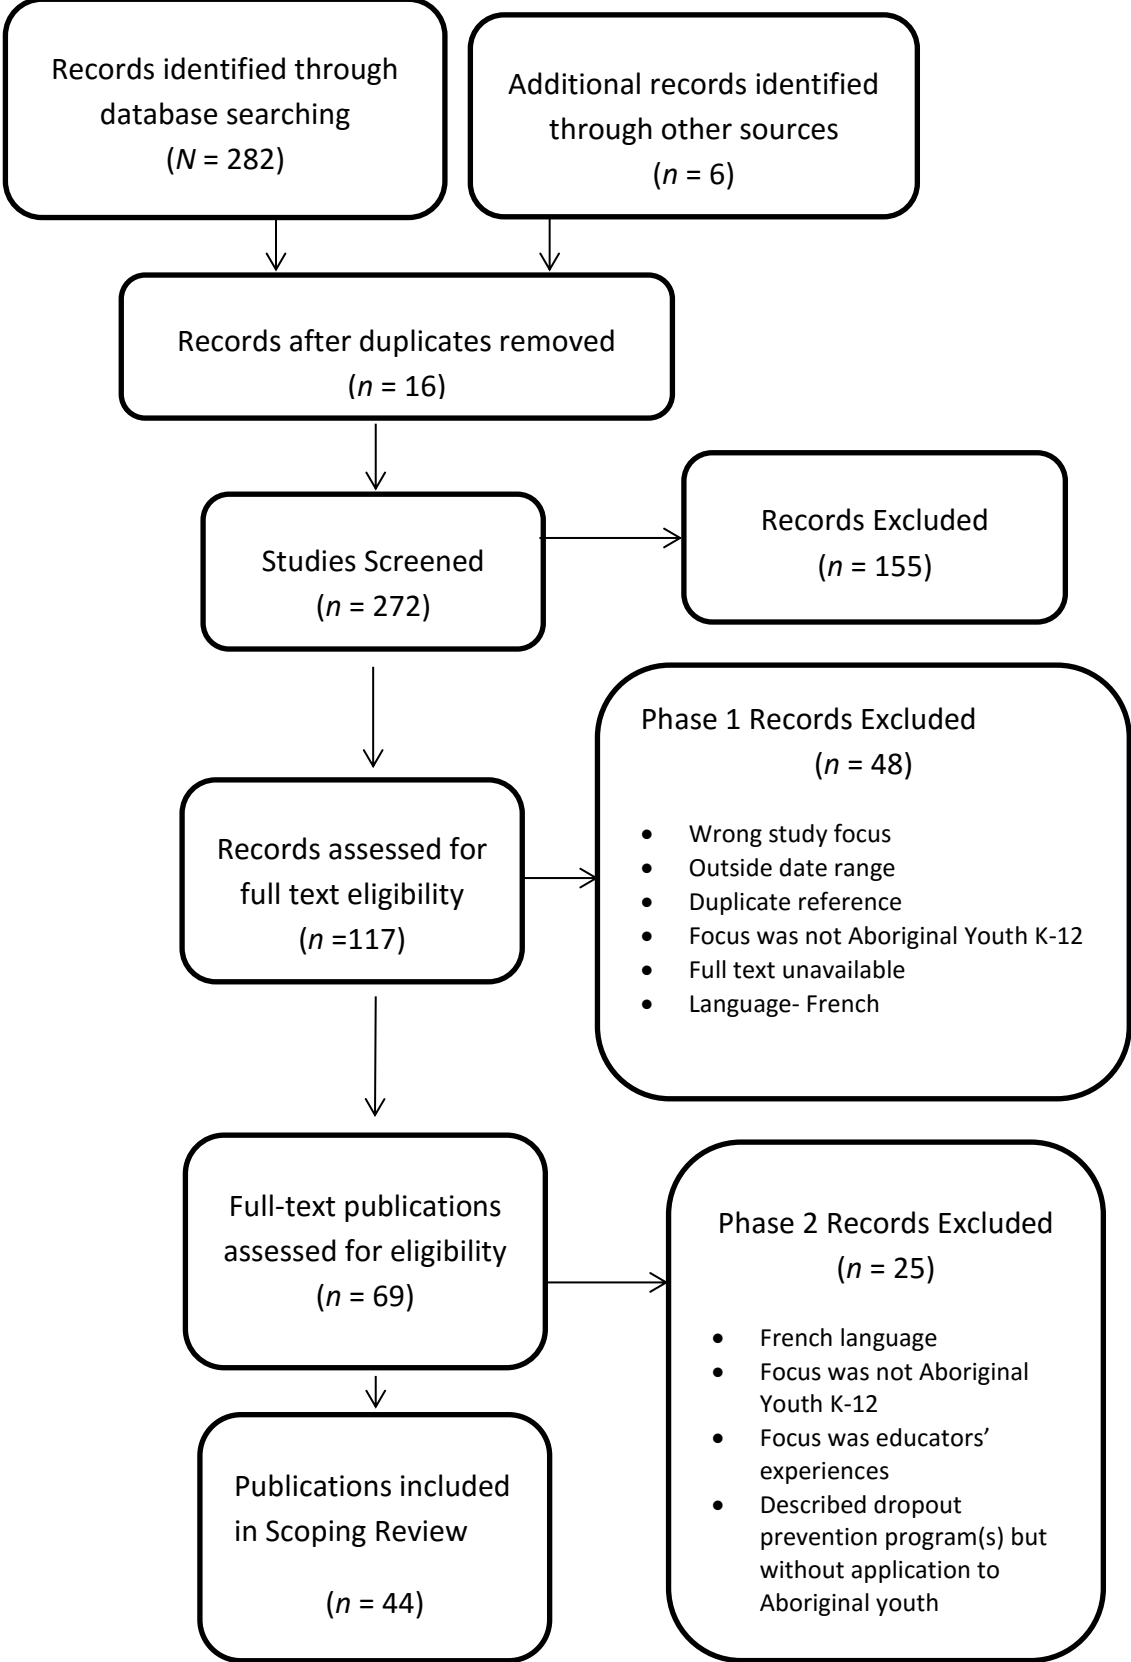 Records identified through
database searching
(N = 282)
Additional records identified
through other sources
(n = 6)
Records after duplicates removed
(n = 16)
Studies Screened
(n = 272)
Records Excluded
(n = 155)
Records assessed for
full text eligibility
(n =117)
Phase 1 Records Excluded
(n = 48)
• Wrong study focus
• Outside date range
• Duplicate reference
• Focus was not Aboriginal Youth K-12
• Full text unavailable
• Language- French
Full-text publications
assessed for eligibility
(n = 69)
Phase 2 Records Excluded
(n = 25)
• French language
• Focus was not Aboriginal
Youth K-12
• Focus was educators’
experiences
• Described dropout
prevention program(s) but
without application to
Aboriginal youth
Publications included
in Scoping Review
(n = 44)